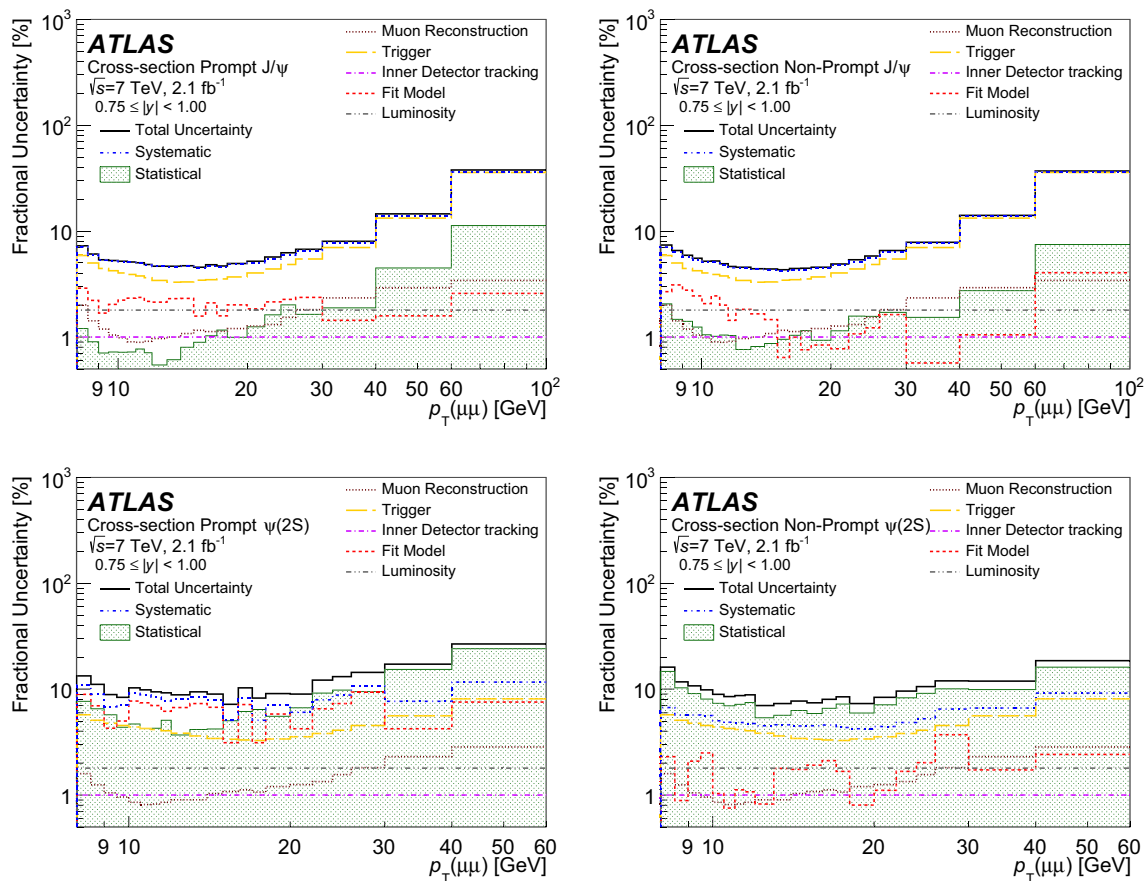 Fractional Uncertainty [%]
10³
10²
10
1
ATLAS
Cross-section Prompt J/ψ
√s=7 TeV, 2.1 fb⁻¹
0.75 ≤ |y| < 1.00
Total Uncertainty
Systematic
Statistical
Muon Reconstruction
Trigger
Inner Detector tracking
Fit Model
Luminosity
9 10 20 30 40 50 60 10²
p_T(μμ) [GeV]
Fractional Uncertainty [%]
10³
10²
10
1
ATLAS
Cross-section Non-Prompt J/ψ
√s=7 TeV, 2.1 fb⁻¹
0.75 ≤ |y| < 1.00
Total Uncertainty
Systematic
Statistical
Muon Reconstruction
Trigger
Inner Detector tracking
Fit Model
Luminosity
9 10 20 30 40 50 60 10²
p_T(μμ) [GeV]
Fractional Uncertainty [%]
10³
10²
10
1
ATLAS
Cross-section Prompt ψ(2S)
√s=7 TeV, 2.1 fb⁻¹
0.75 ≤ |y| < 1.00
Total Uncertainty
Systematic
Statistical
Muon Reconstruction
Trigger
Inner Detector tracking
Fit Model
Luminosity
9 10 20 30 40 50 60
p_T(μμ) [GeV]
Fractional Uncertainty [%]
10³
10²
10
1
ATLAS
Cross-section Non-Prompt ψ(2S)
√s=7 TeV, 2.1 fb⁻¹
0.75 ≤ |y| < 1.00
Total Uncertainty
Systematic
Statistical
Muon Reconstruction
Trigger
Inner Detector tracking
Fit Model
Luminosity
9 10 20 30 40 50 60
p_T(μμ) [GeV]